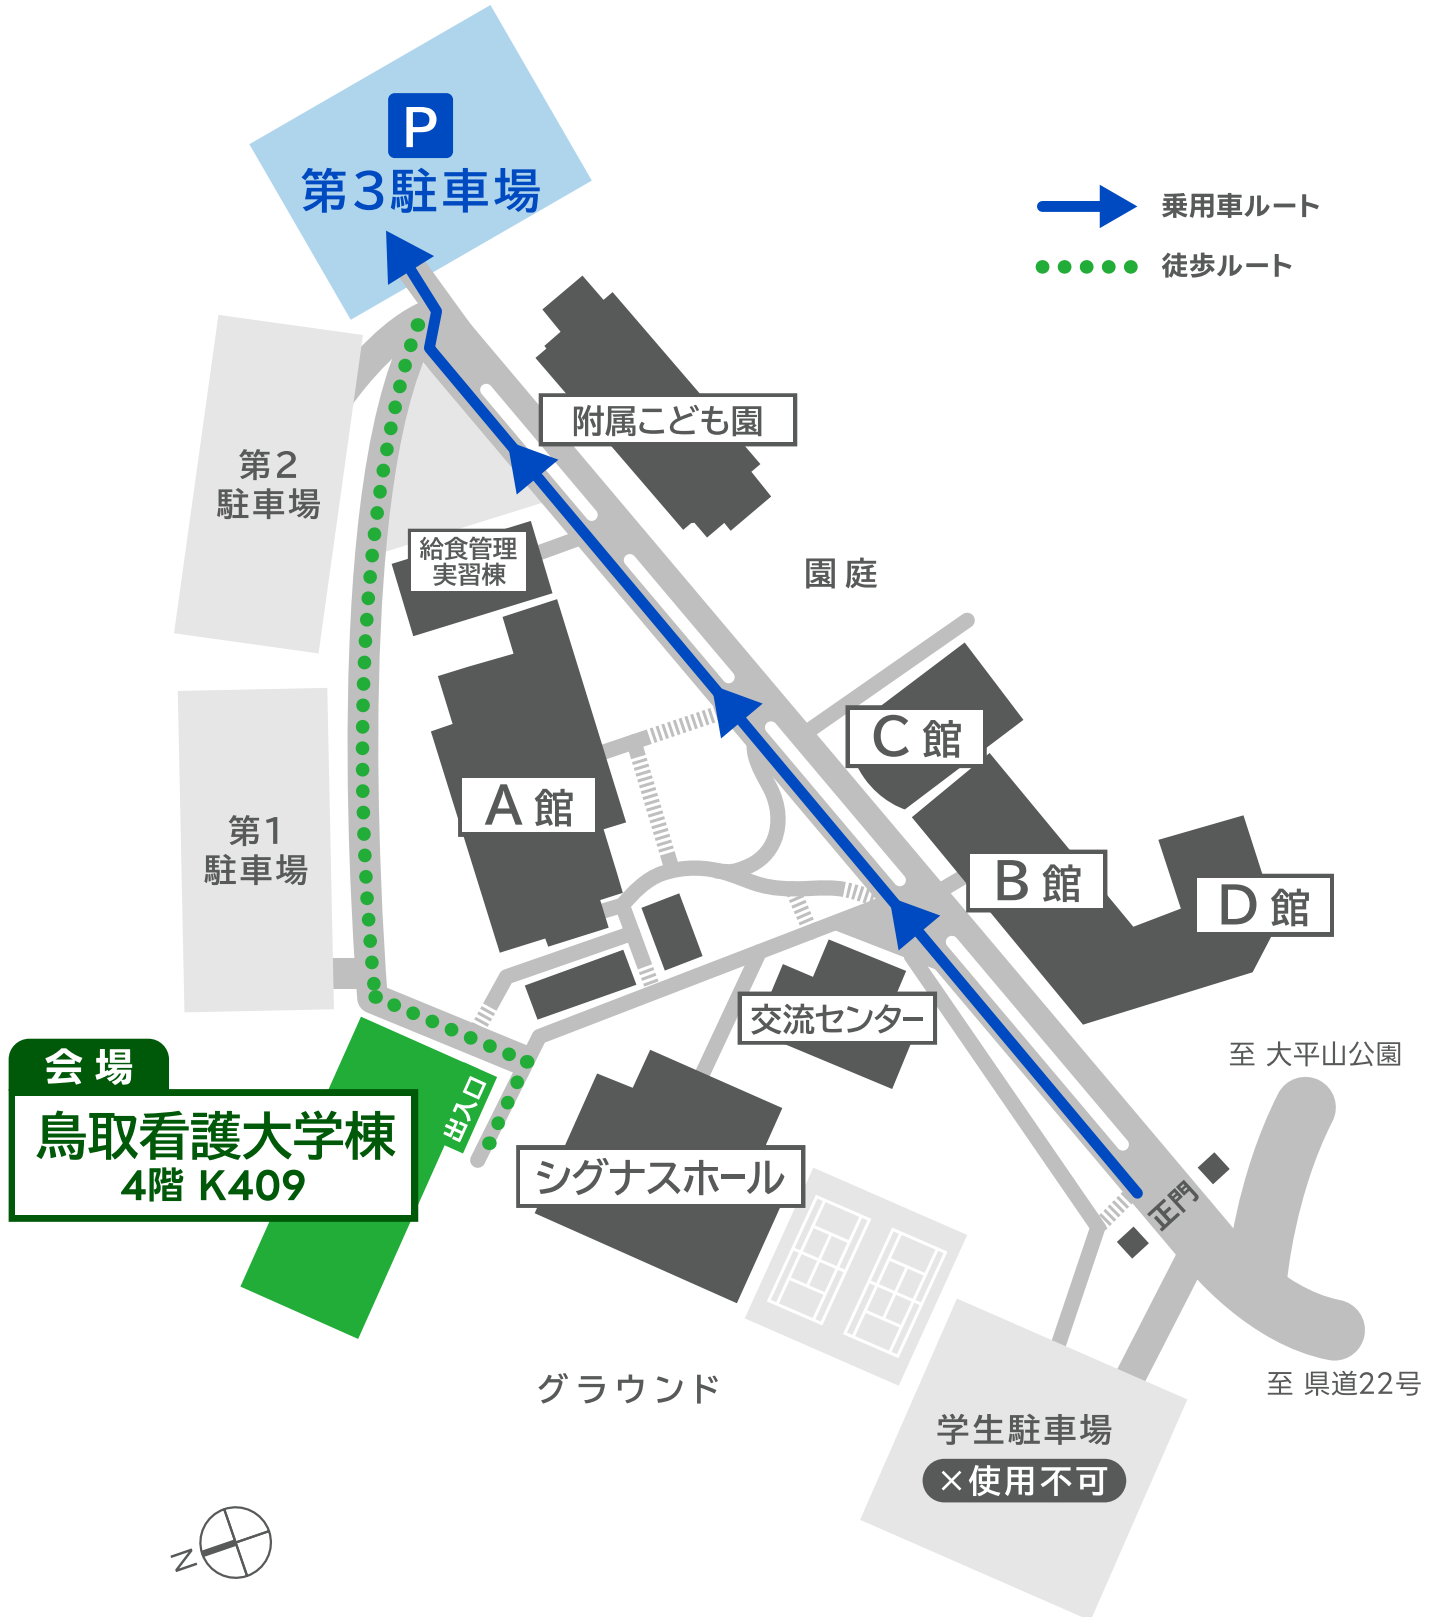 P
第3駐車場
乗用車ルート
徒歩ルート
附属こども園
第2
駐車場
給食管理
実習棟
園庭
C館
A館
第1
駐車場
B館
D館
交流センター
至 大平山公園
会場
鳥取看護大学棟
4階 K409
出入口
シグナスホール
正門
グラウンド
至 県道22号
学生駐車場
×使用不可
N